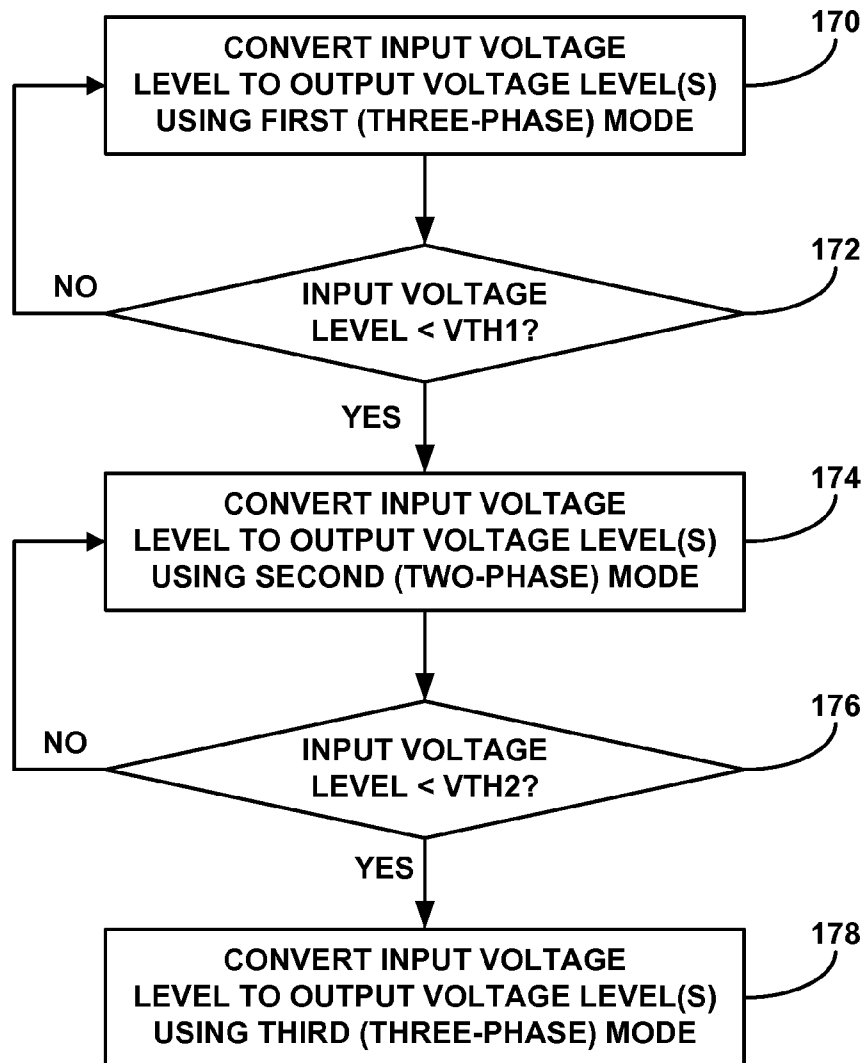 170
CONVERT INPUT VOLTAGE
LEVEL TO OUTPUT VOLTAGE LEVEL(S)
USING FIRST (THREE-PHASE) MODE
172
NO
INPUT VOLTAGE
LEVEL < VTH1?
YES
174
CONVERT INPUT VOLTAGE
LEVEL TO OUTPUT VOLTAGE LEVEL(S)
USING SECOND (TWO-PHASE) MODE
176
NO
INPUT VOLTAGE
LEVEL < VTH2?
YES
178
CONVERT INPUT VOLTAGE
LEVEL TO OUTPUT VOLTAGE LEVEL(S)
USING THIRD (THREE-PHASE) MODE